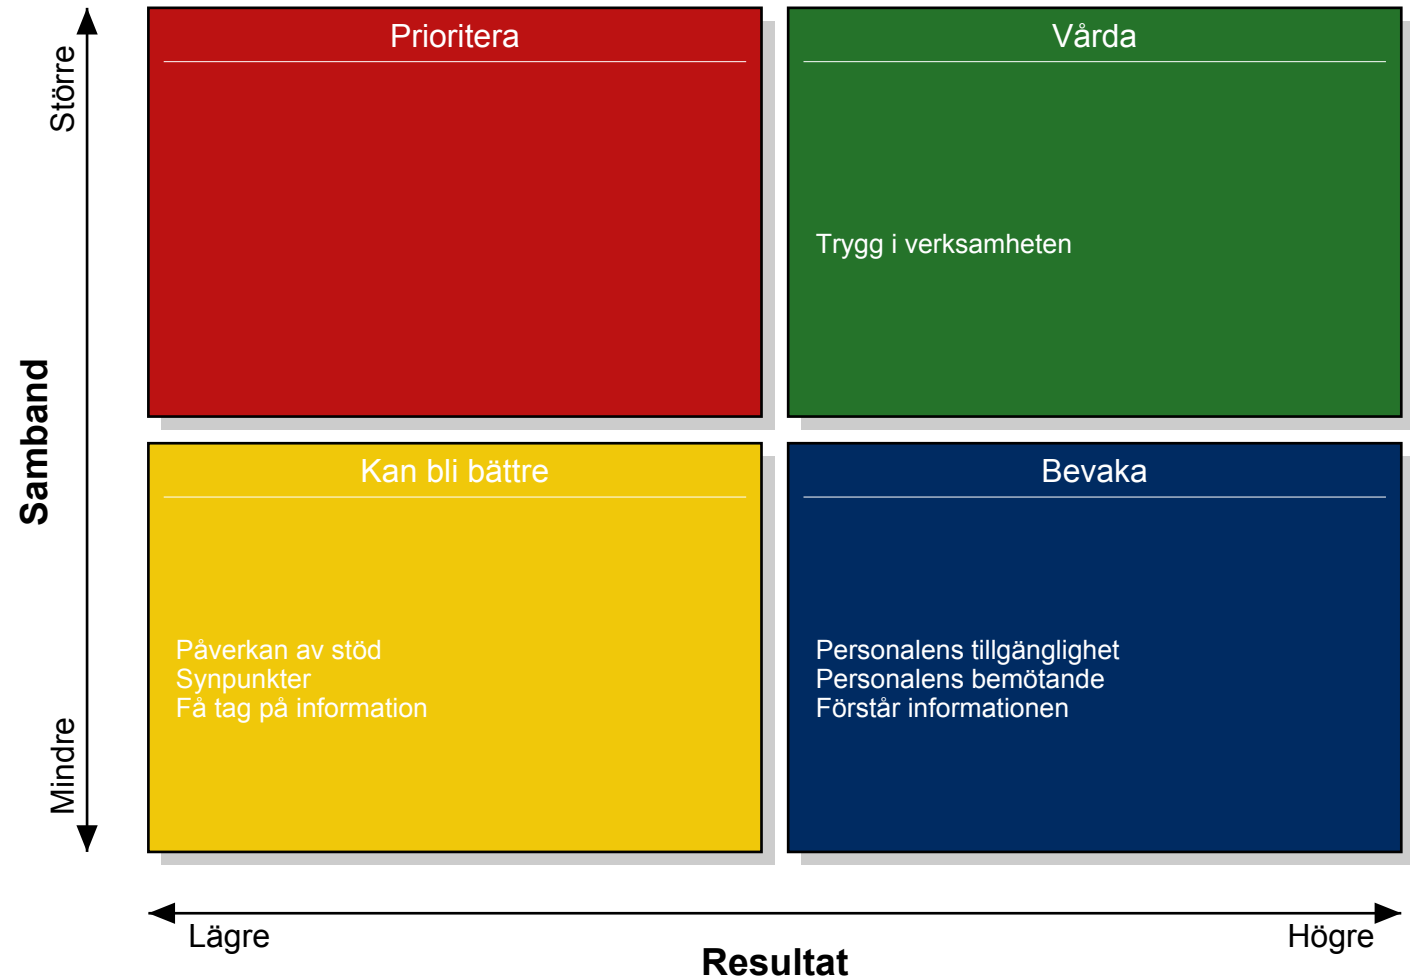 Större
Samband
Mindre
Prioritera
Vårda
Trygg i verksamheten
Kan bli bättre
Påverkan av stöd
Synpunkter
Få tag på information
Bevaka
Personalens tillgänglighet
Personalens bemötande
Förstår informationen
Lägre
Resultat
Högre